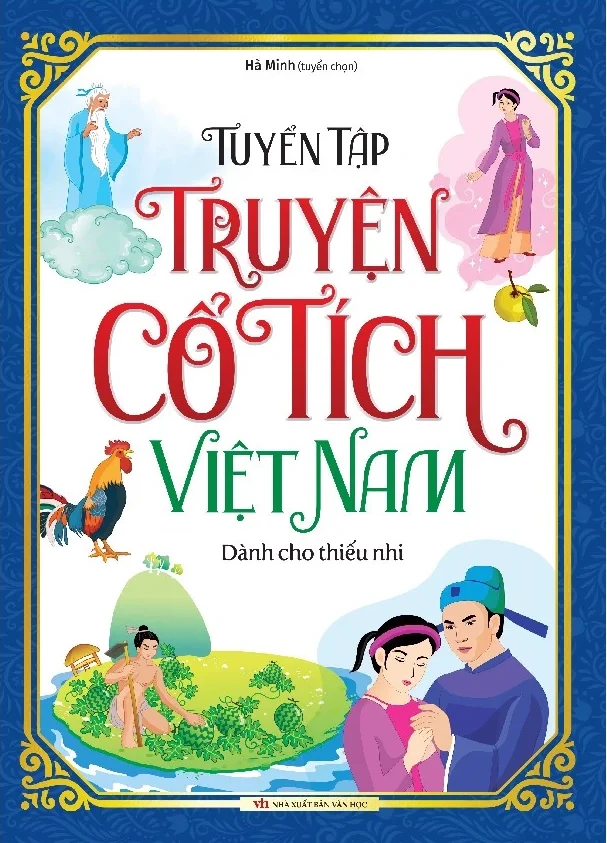 Hà Minh (tuyển chọn)
TUYỂN TẬP
TRUYỆN
CỔ TÍCH
VIỆT NAM
Dành cho thiếu nhi
vh NHÀ XUẤT BẢN VĂN HỌC